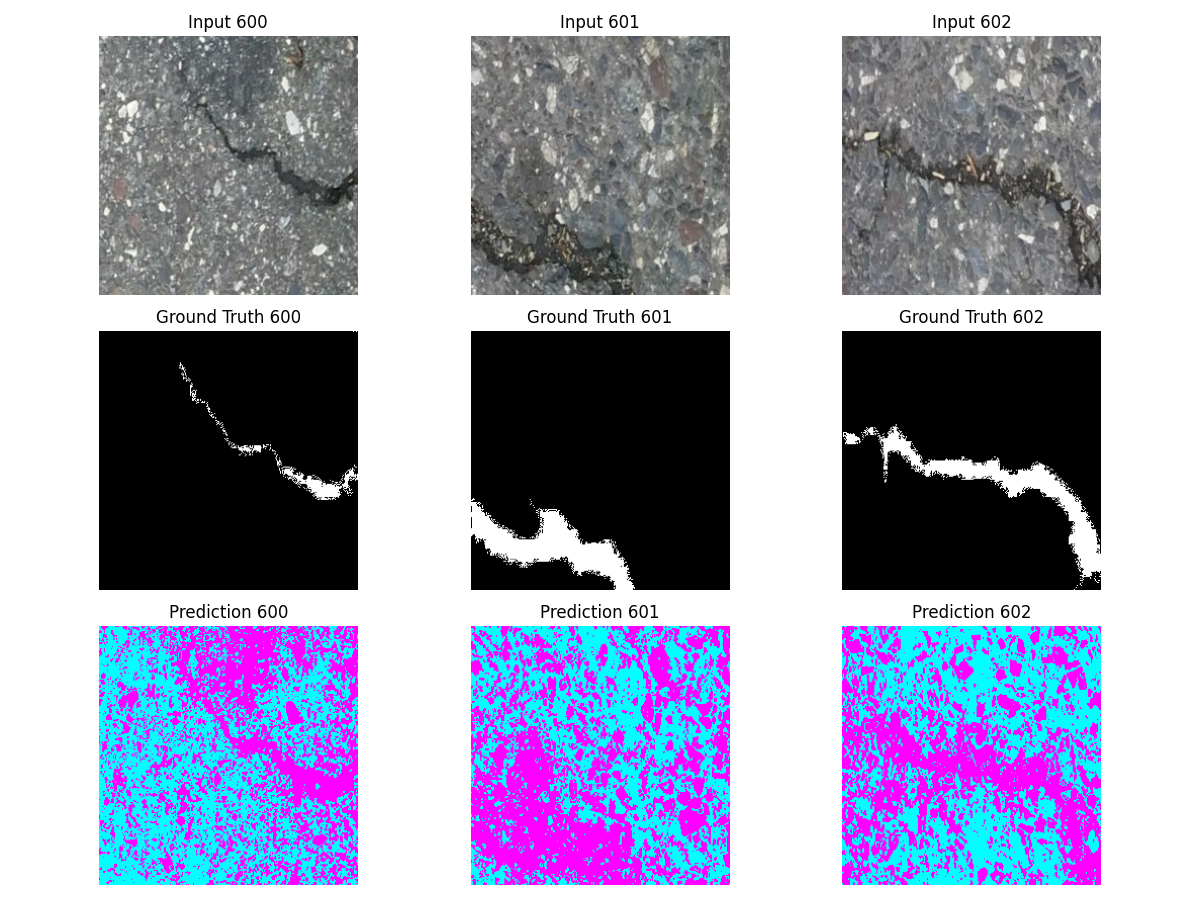 Input 600
Input 601
Input 602
Ground Truth 600
Ground Truth 601
Ground Truth 602
Prediction 600
Prediction 601
Prediction 602